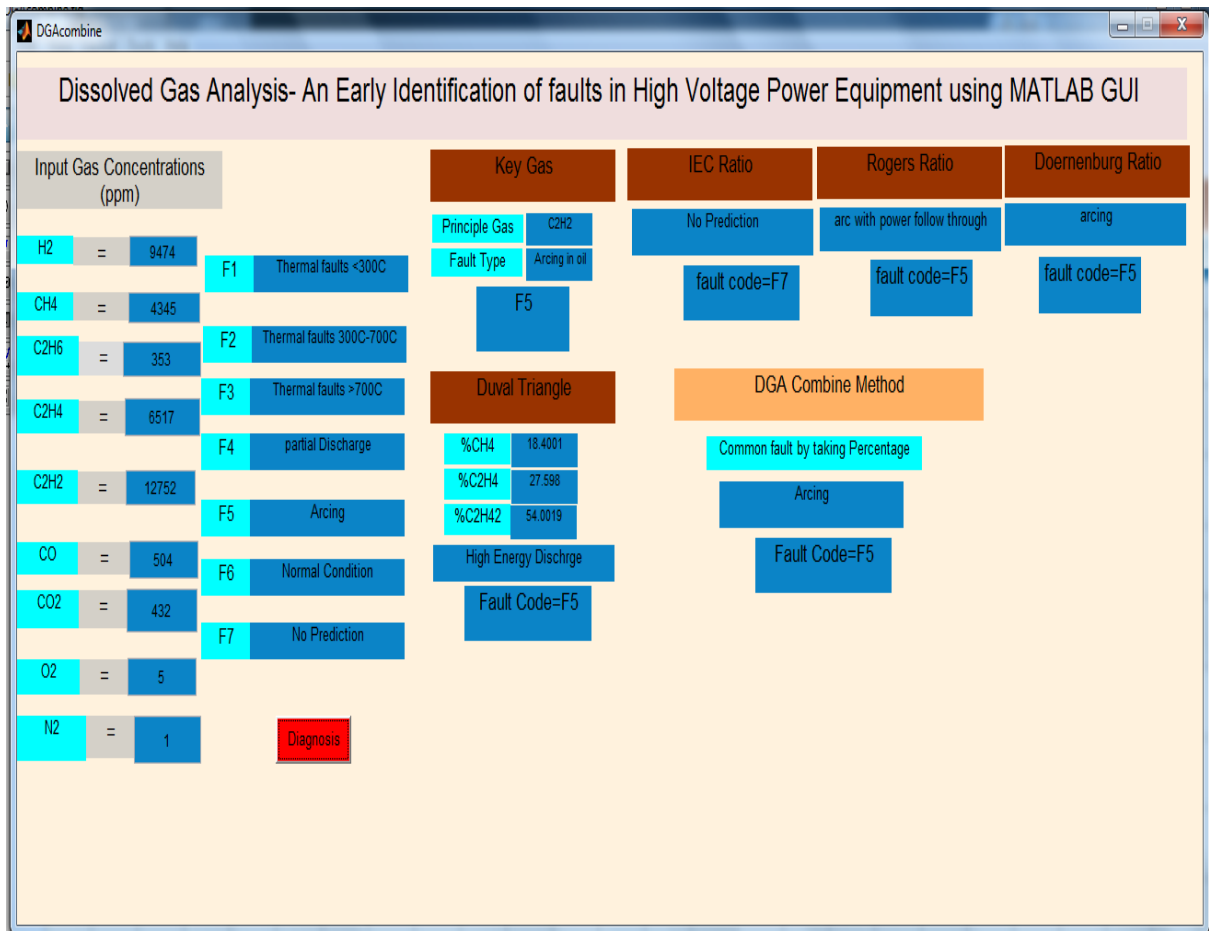 DGAcombine
Dissolved Gas Analysis- An Early Identification of faults in High Voltage Power Equipment using MATLAB GUI
Input Gas Concentrations
(ppm)
H2 = 9474
CH4 = 4345
C2H6 = 353
C2H4 = 6517
C2H2 = 12752
CO = 504
CO2 = 432
O2 = 5
N2 = 1
F1 Thermal faults <300C
F2 Thermal faults 300C-700C
F3 Thermal faults >700C
F4 partial Discharge
F5 Arcing
F6 Normal Condition
F7 No Prediction
Diagnosis
Key Gas
Principle Gas C2H2
Fault Type Arcing in oil
F5
IEC Ratio
No Prediction
fault code=F7
Rogers Ratio
arc with power follow through
fault code=F5
Doernenburg Ratio
arcing
fault code=F5
Duval Triangle
%CH4 18.4001
%C2H4 27.598
%C2H42 54.0019
High Energy Dischrge
Fault Code=F5
DGA Combine Method
Common fault by taking Percentage
Arcing
Fault Code=F5